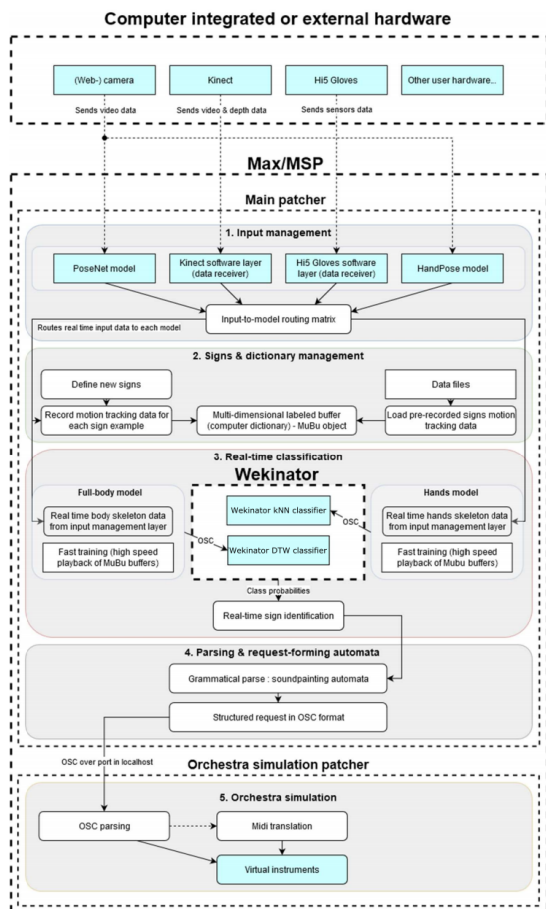 Computer integrated or external hardware
(Web-) camera
Kinect
Hi5 Gloves
Other user hardware...
Sends video data
Sends video & depth data
Sends sensors data
Max/MSP
Main patcher
1. Input management
PoseNet model
Kinect software layer
(data receiver)
Hi5 Gloves software
layer (data receiver)
HandPose model
Input-to-model routing matrix
Routes real time input data to each model
2. Signs & dictionary management
Define new signs
Data files
Record motion tracking data for
each sign example
Multi-dimensional labeled buffer
(computer dictionary) - MuBu object
Load pre-recorded signs motion
tracking data
3. Real-time classification
Wekinator
Full-body model
Hands model
Real time body skeleton data
from input management layer
Fast training (high speed
playback of MuBu buffers)
OSC
Wekinator kNN classifier
Wekinator DTW classifier
OSC
Real time hands skeleton data
from input management layer
Fast training (high speed
playback of Mubu buffers)
Class probabilities
Real-time sign identification
4. Parsing & request-forming automata
Grammatical parse : soundpainting automata
Structured request in OSC format
OSC over port in localhost
Orchestra simulation patcher
5. Orchestra simulation
OSC parsing
Midi translation
Virtual instruments